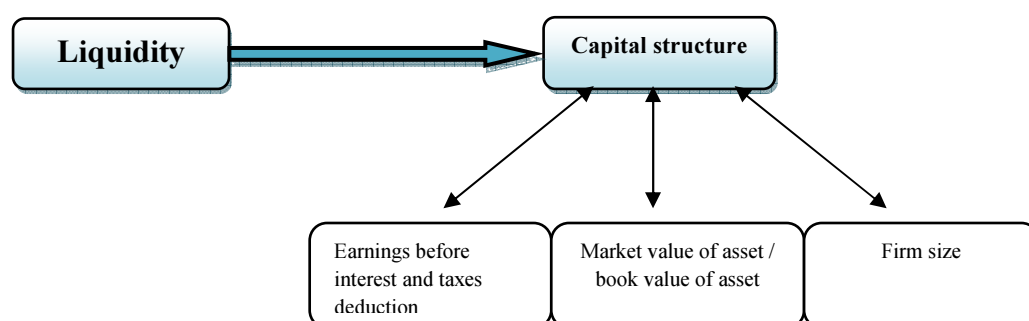 Liquidity
Capital structure
Earnings before
interest and taxes
deduction
Market value of asset /
book value of asset
Firm size